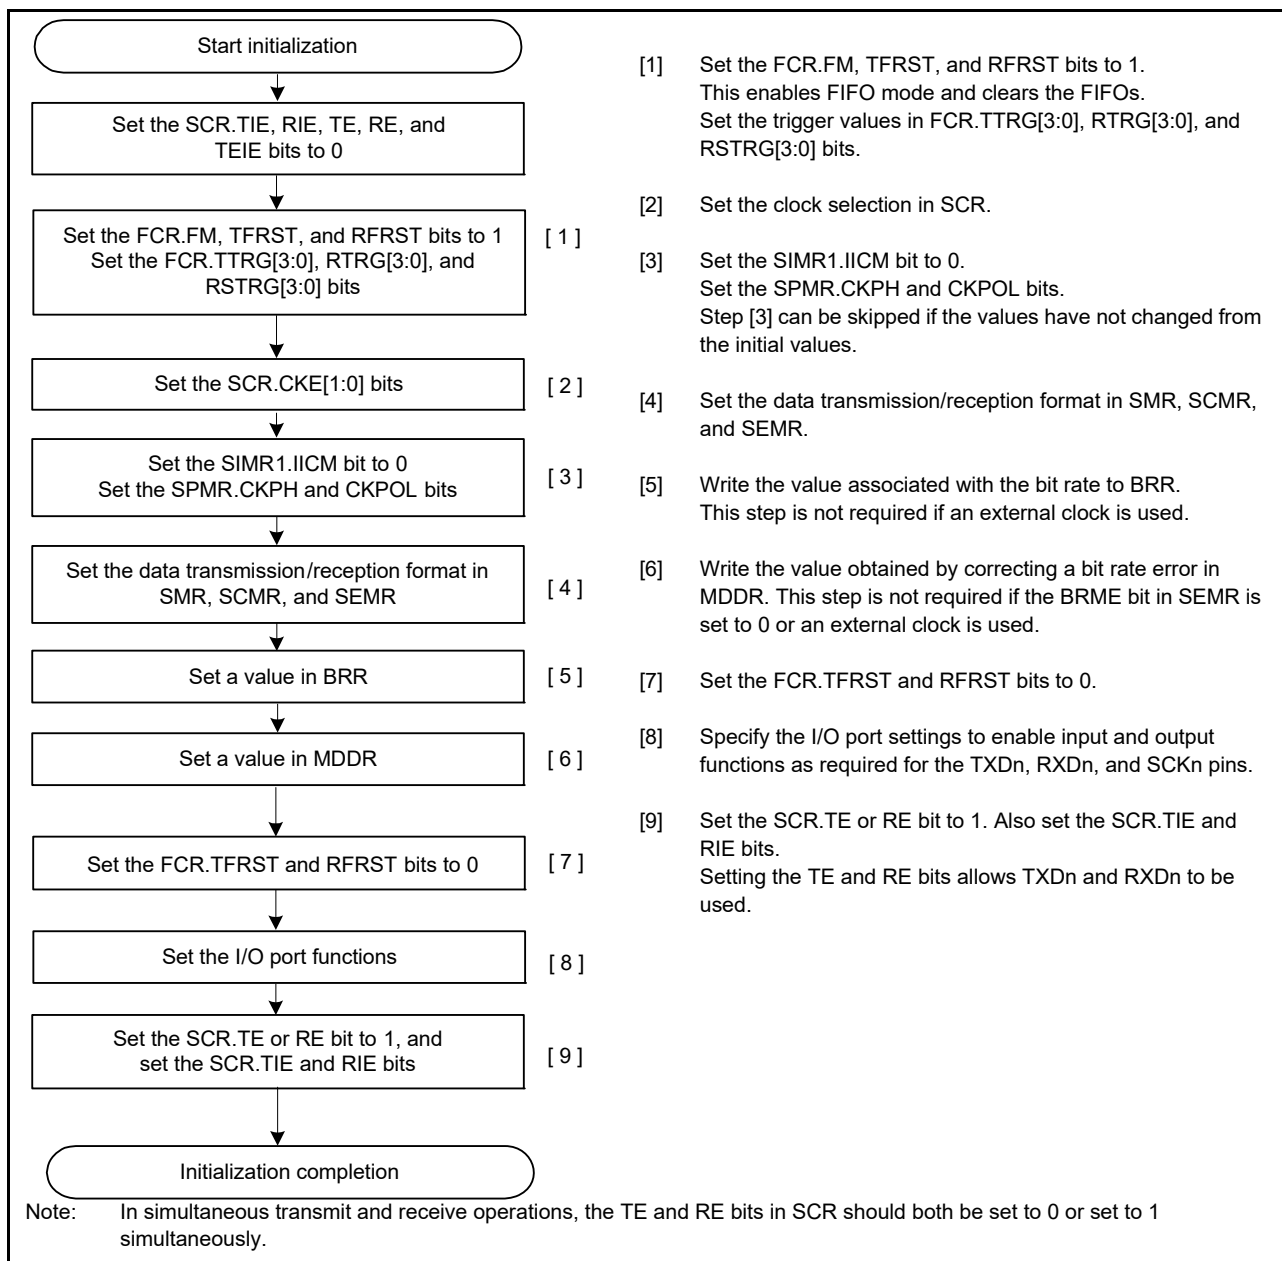 Start initialization
Set the SCR.TIE, RIE, TE, RE, and
TEIE bits to 0
Set the FCR.FM, TFRST, and RFRST bits to 1
Set the FCR.TTRG[3:0], RTRG[3:0], and
RSTRG[3:0] bits
[ 1 ]
Set the SCR.CKE[1:0] bits
[ 2 ]
Set the SIMR1.IICM bit to 0
Set the SPMR.CKPH and CKPOL bits
[ 3 ]
Set the data transmission/reception format in
SMR, SCMR, and SEMR
[ 4 ]
Set a value in BRR
[ 5 ]
Set a value in MDDR
[ 6 ]
Set the FCR.TFRST and RFRST bits to 0
[ 7 ]
Set the I/O port functions
[ 8 ]
Set the SCR.TE or RE bit to 1, and
set the SCR.TIE and RIE bits
[ 9 ]
Initialization completion
[1] Set the FCR.FM, TFRST, and RFRST bits to 1.
This enables FIFO mode and clears the FIFOs.
Set the trigger values in FCR.TTRG[3:0], RTRG[3:0], and
RSTRG[3:0] bits.
[2] Set the clock selection in SCR.
[3] Set the SIMR1.IICM bit to 0.
Set the SPMR.CKPH and CKPOL bits.
Step [3] can be skipped if the values have not changed from
the initial values.
[4] Set the data transmission/reception format in SMR, SCMR,
and SEMR.
[5] Write the value associated with the bit rate to BRR.
This step is not required if an external clock is used.
[6] Write the value obtained by correcting a bit rate error in
MDDR. This step is not required if the BRME bit in SEMR is
set to 0 or an external clock is used.
[7] Set the FCR.TFRST and RFRST bits to 0.
[8] Specify the I/O port settings to enable input and output
functions as required for the TXDn, RXDn, and SCKn pins.
[9] Set the SCR.TE or RE bit to 1. Also set the SCR.TIE and
RIE bits.
Setting the TE and RE bits allows TXDn and RXDn to be
used.
Note: In simultaneous transmit and receive operations, the TE and RE bits in SCR should both be set to 0 or set to 1
simultaneously.